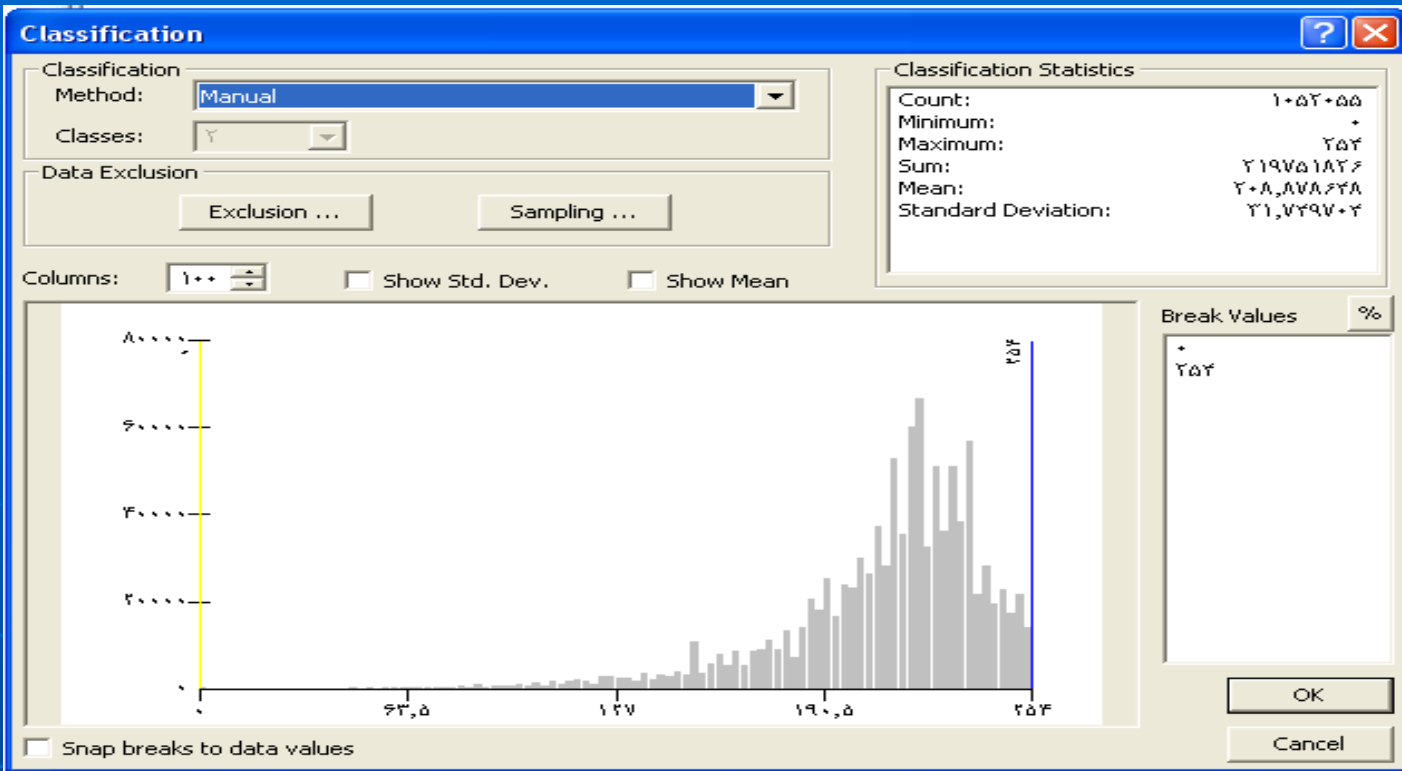 Classification
Classification
Method: Manual
Classes: ۲
Data Exclusion
Exclusion ...
Sampling ...
Classification Statistics
Count: ۱۰۵۲۰۵۵
Minimum: ۰
Maximum: ۲۵۴
Sum: ۲۱۹۷۵۱۸۲۶
Mean: ۲۰۸,۸۷۸۶۴۸
Standard Deviation: ۲۱,۷۴۹۷۰۴
Columns: ۱۰۰
Show Std. Dev.
Show Mean
Break Values
%
۰
۲۵۴
۸۰۰۰۰
۶۰۰۰۰
۴۰۰۰۰
۲۰۰۰۰
۰
۰
۲۵۴
۰
۶۳,۵
۱۲۷
۱۹۰,۵
۲۵۴
Snap breaks to data values
OK
Cancel